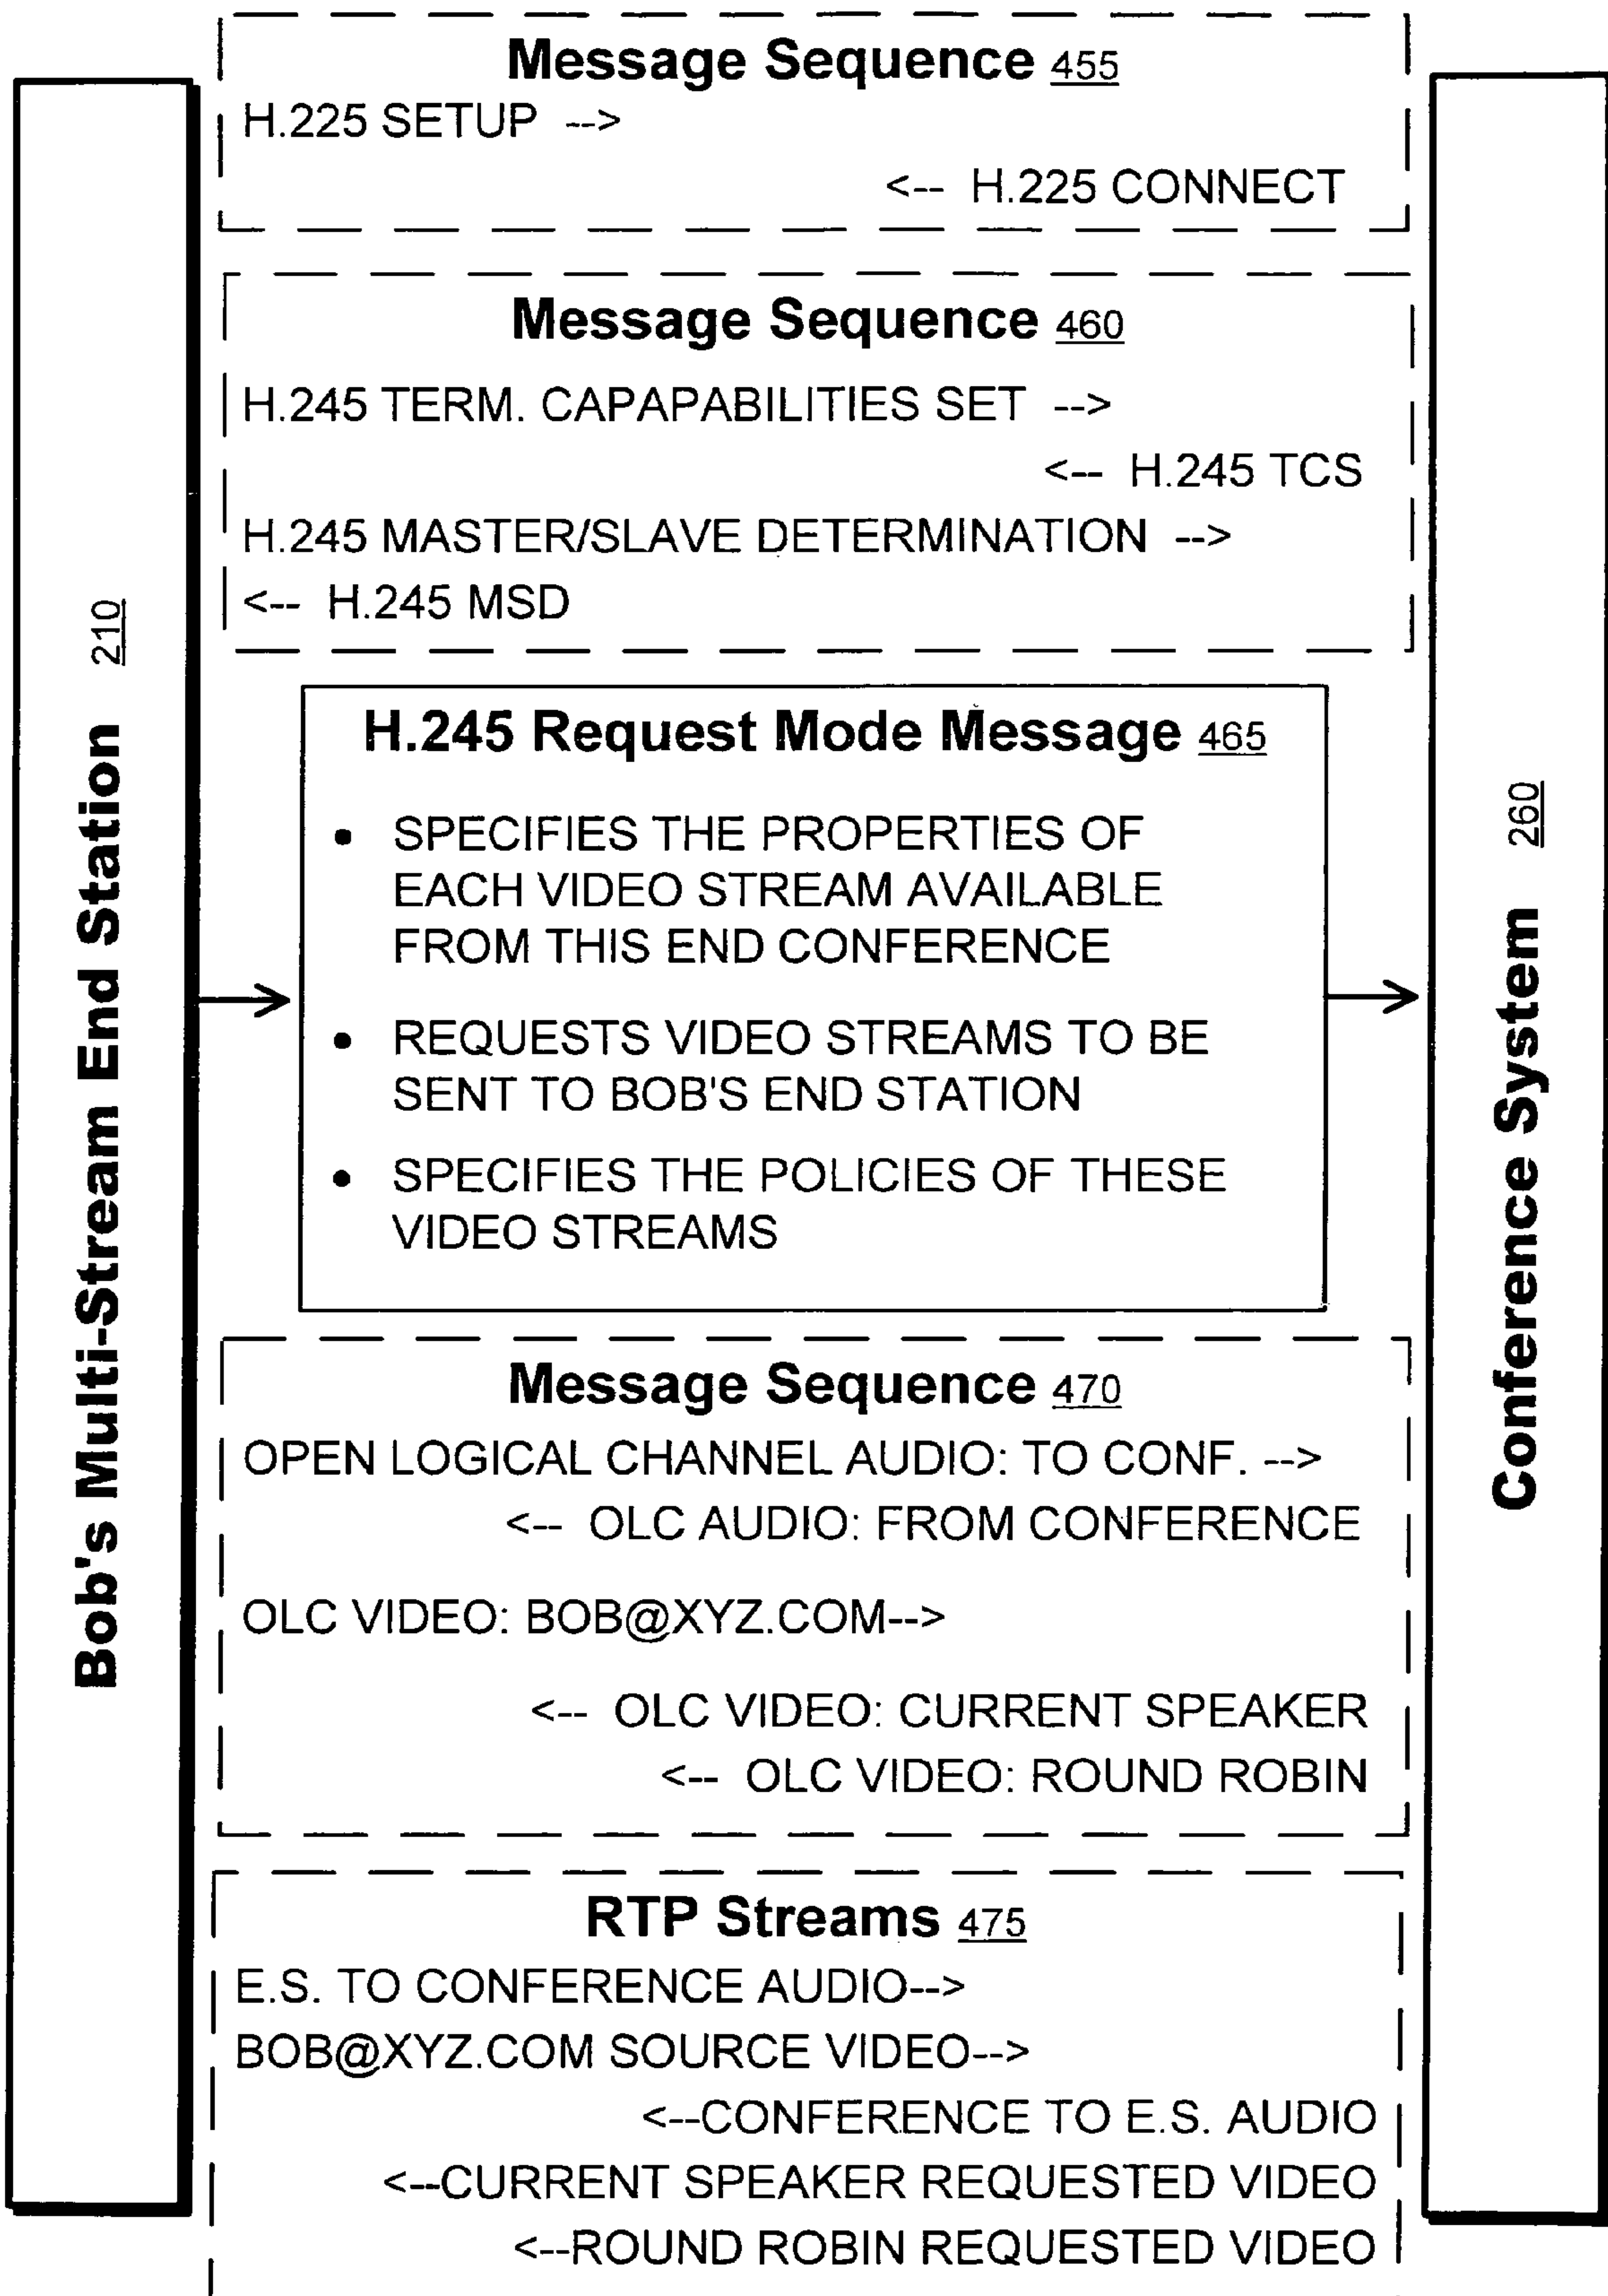 Message Sequence 455
H.225 SETUP -->
<-- H.225 CONNECT
Message Sequence 460
H.245 TERM. CAPAPABILITIES SET -->
<-- H.245 TCS
H.245 MASTER/SLAVE DETERMINATION -->
<-- H.245 MSD
Bob's Multi-Stream End Station 210
H.245 Request Mode Message 465
• SPECIFIES THE PROPERTIES OF
EACH VIDEO STREAM AVAILABLE
FROM THIS END CONFERENCE
• REQUESTS VIDEO STREAMS TO BE
SENT TO BOB'S END STATION
• SPECIFIES THE POLICIES OF THESE
VIDEO STREAMS
Conference System 260
Message Sequence 470
OPEN LOGICAL CHANNEL AUDIO: TO CONF. -->
<-- OLC AUDIO: FROM CONFERENCE
OLC VIDEO: BOB@XYZ.COM-->
<-- OLC VIDEO: CURRENT SPEAKER
<-- OLC VIDEO: ROUND ROBIN
RTP Streams 475
E.S. TO CONFERENCE AUDIO-->
BOB@XYZ.COM SOURCE VIDEO-->
<--CONFERENCE TO E.S. AUDIO
<--CURRENT SPEAKER REQUESTED VIDEO
<--ROUND ROBIN REQUESTED VIDEO